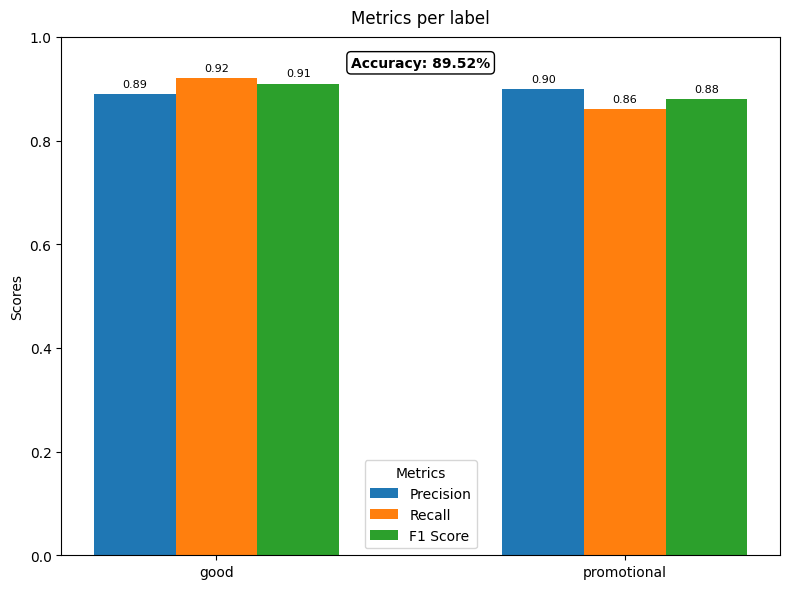 Metrics per label
1.0
0.8
0.6
0.4
0.2
0.0
Scores
0.89
0.92
0.91
Accuracy: 89.52%
0.90
0.86
0.88
Metrics
Precision
Recall
F1 Score
good
promotional